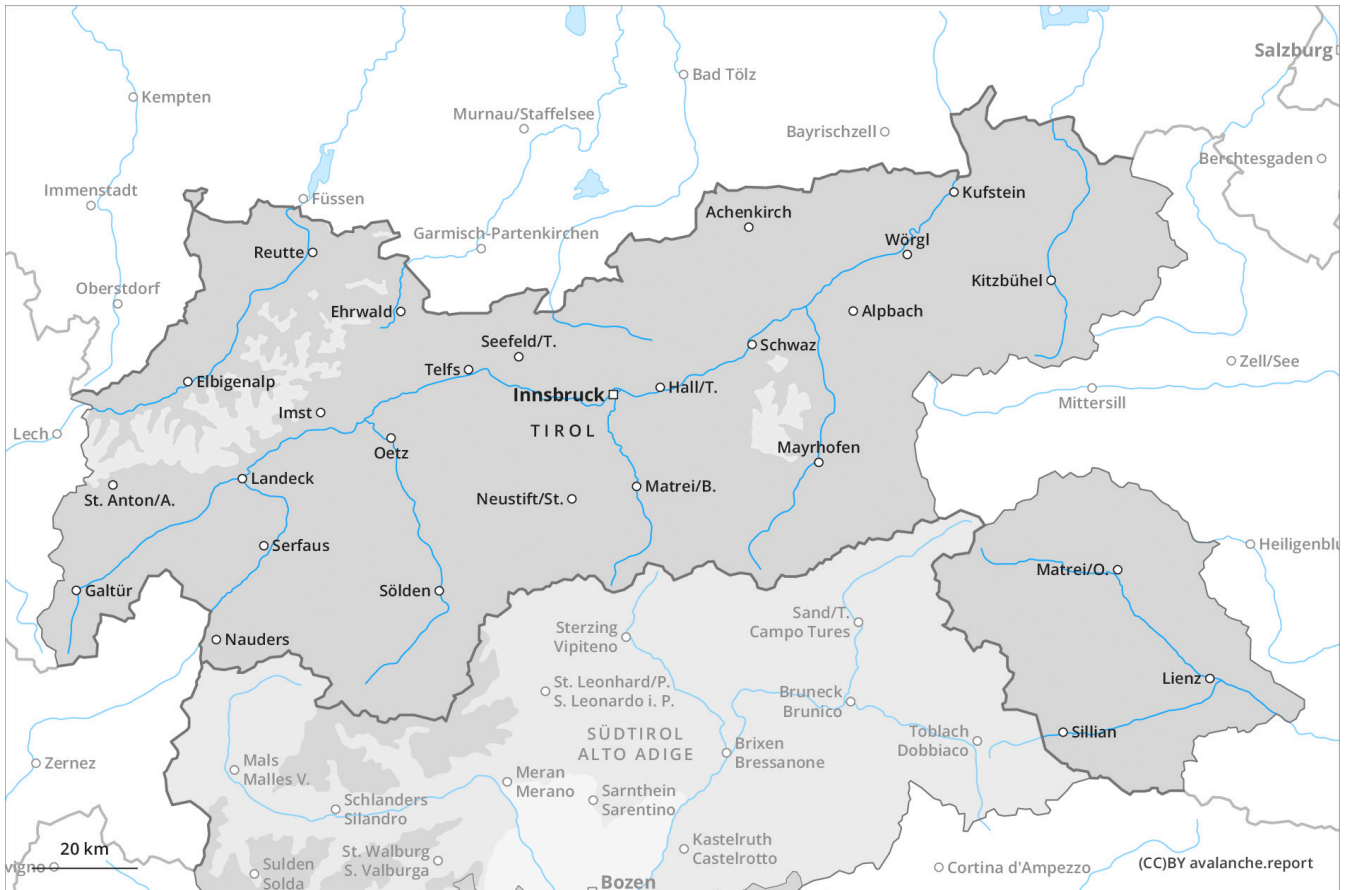 Salzburg
Bad Tölz
Kempten
Murnau/Staffelsee
Bayrischzell
Berchtesgaden
Immenstadt
Füssen
Kufstein
Achenkirch
Garmisch-Partenkirchen
Wörgl
Reutte
Kitzbühel
Oberstdorf
Ehrwald
Alpbach
Seefeld/T.
Schwaz
Zell/See
Telfs
Elbigenalp
Hall/T.
Innsbruck
Mittersill
Imst
TIROL
Lech
Oetz
Mayrhofen
Landeck
Matrei/B.
St. Anton/A.
Neustift/St.
Serfaus
Heiligenblu
Matrei/O.
Galtür
Sölden
Sand/T.
Campo Tures
Sterzing
Vipiteno
Nauders
Lienz
St. Leonhard/P.
S. Leonardo i. P.
Bruneck
Brunico
SÜDTIROL
ALTO ADIGE
Toblach
Dobbiaco
Sillian
Brixen
Bressanone
Zernez
Mals
Malles V.
Meran
Merano
Sarnthein
Sarentino
Schlanders
Silandro
Kastelruth
Castelrotto
20 km
St. Walburg
S. Valburga
vigno
Sulden
Solda
Cortina d'Ampezzo
(CC)BY avalanche.report
Bozen